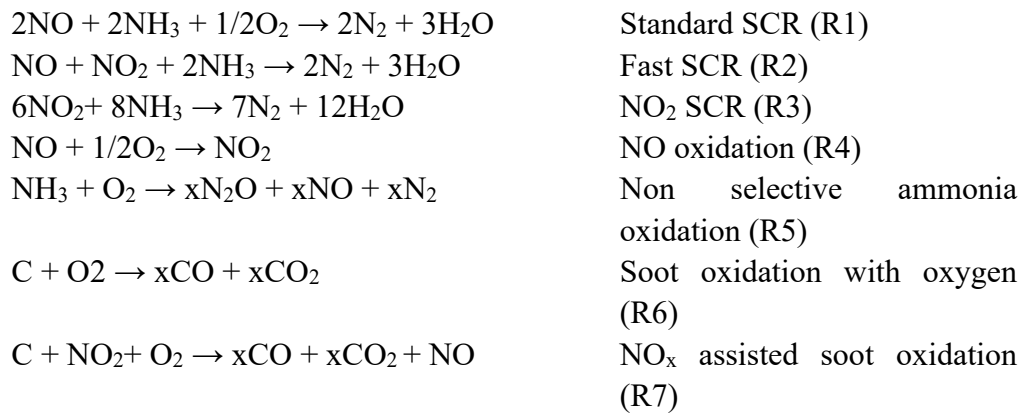 2NO + 2NH₃ + 1/2O₂ → 2N₂ + 3H₂O Standard SCR (R1)
NO + NO₂ + 2NH₃ → 2N₂ + 3H₂O Fast SCR (R2)
6NO₂+ 8NH₃ → 7N₂ + 12H₂O NO₂ SCR (R3)
NO + 1/2O₂ → NO₂ NO oxidation (R4)
NH₃ + O₂ → xN₂O + xNO + xN₂ Non selective ammonia
oxidation (R5)
C + O2 → xCO + xCO₂ Soot oxidation with oxygen
(R6)
C + NO₂+ O₂ → xCO + xCO₂ + NO NOₓ assisted soot oxidation
(R7)